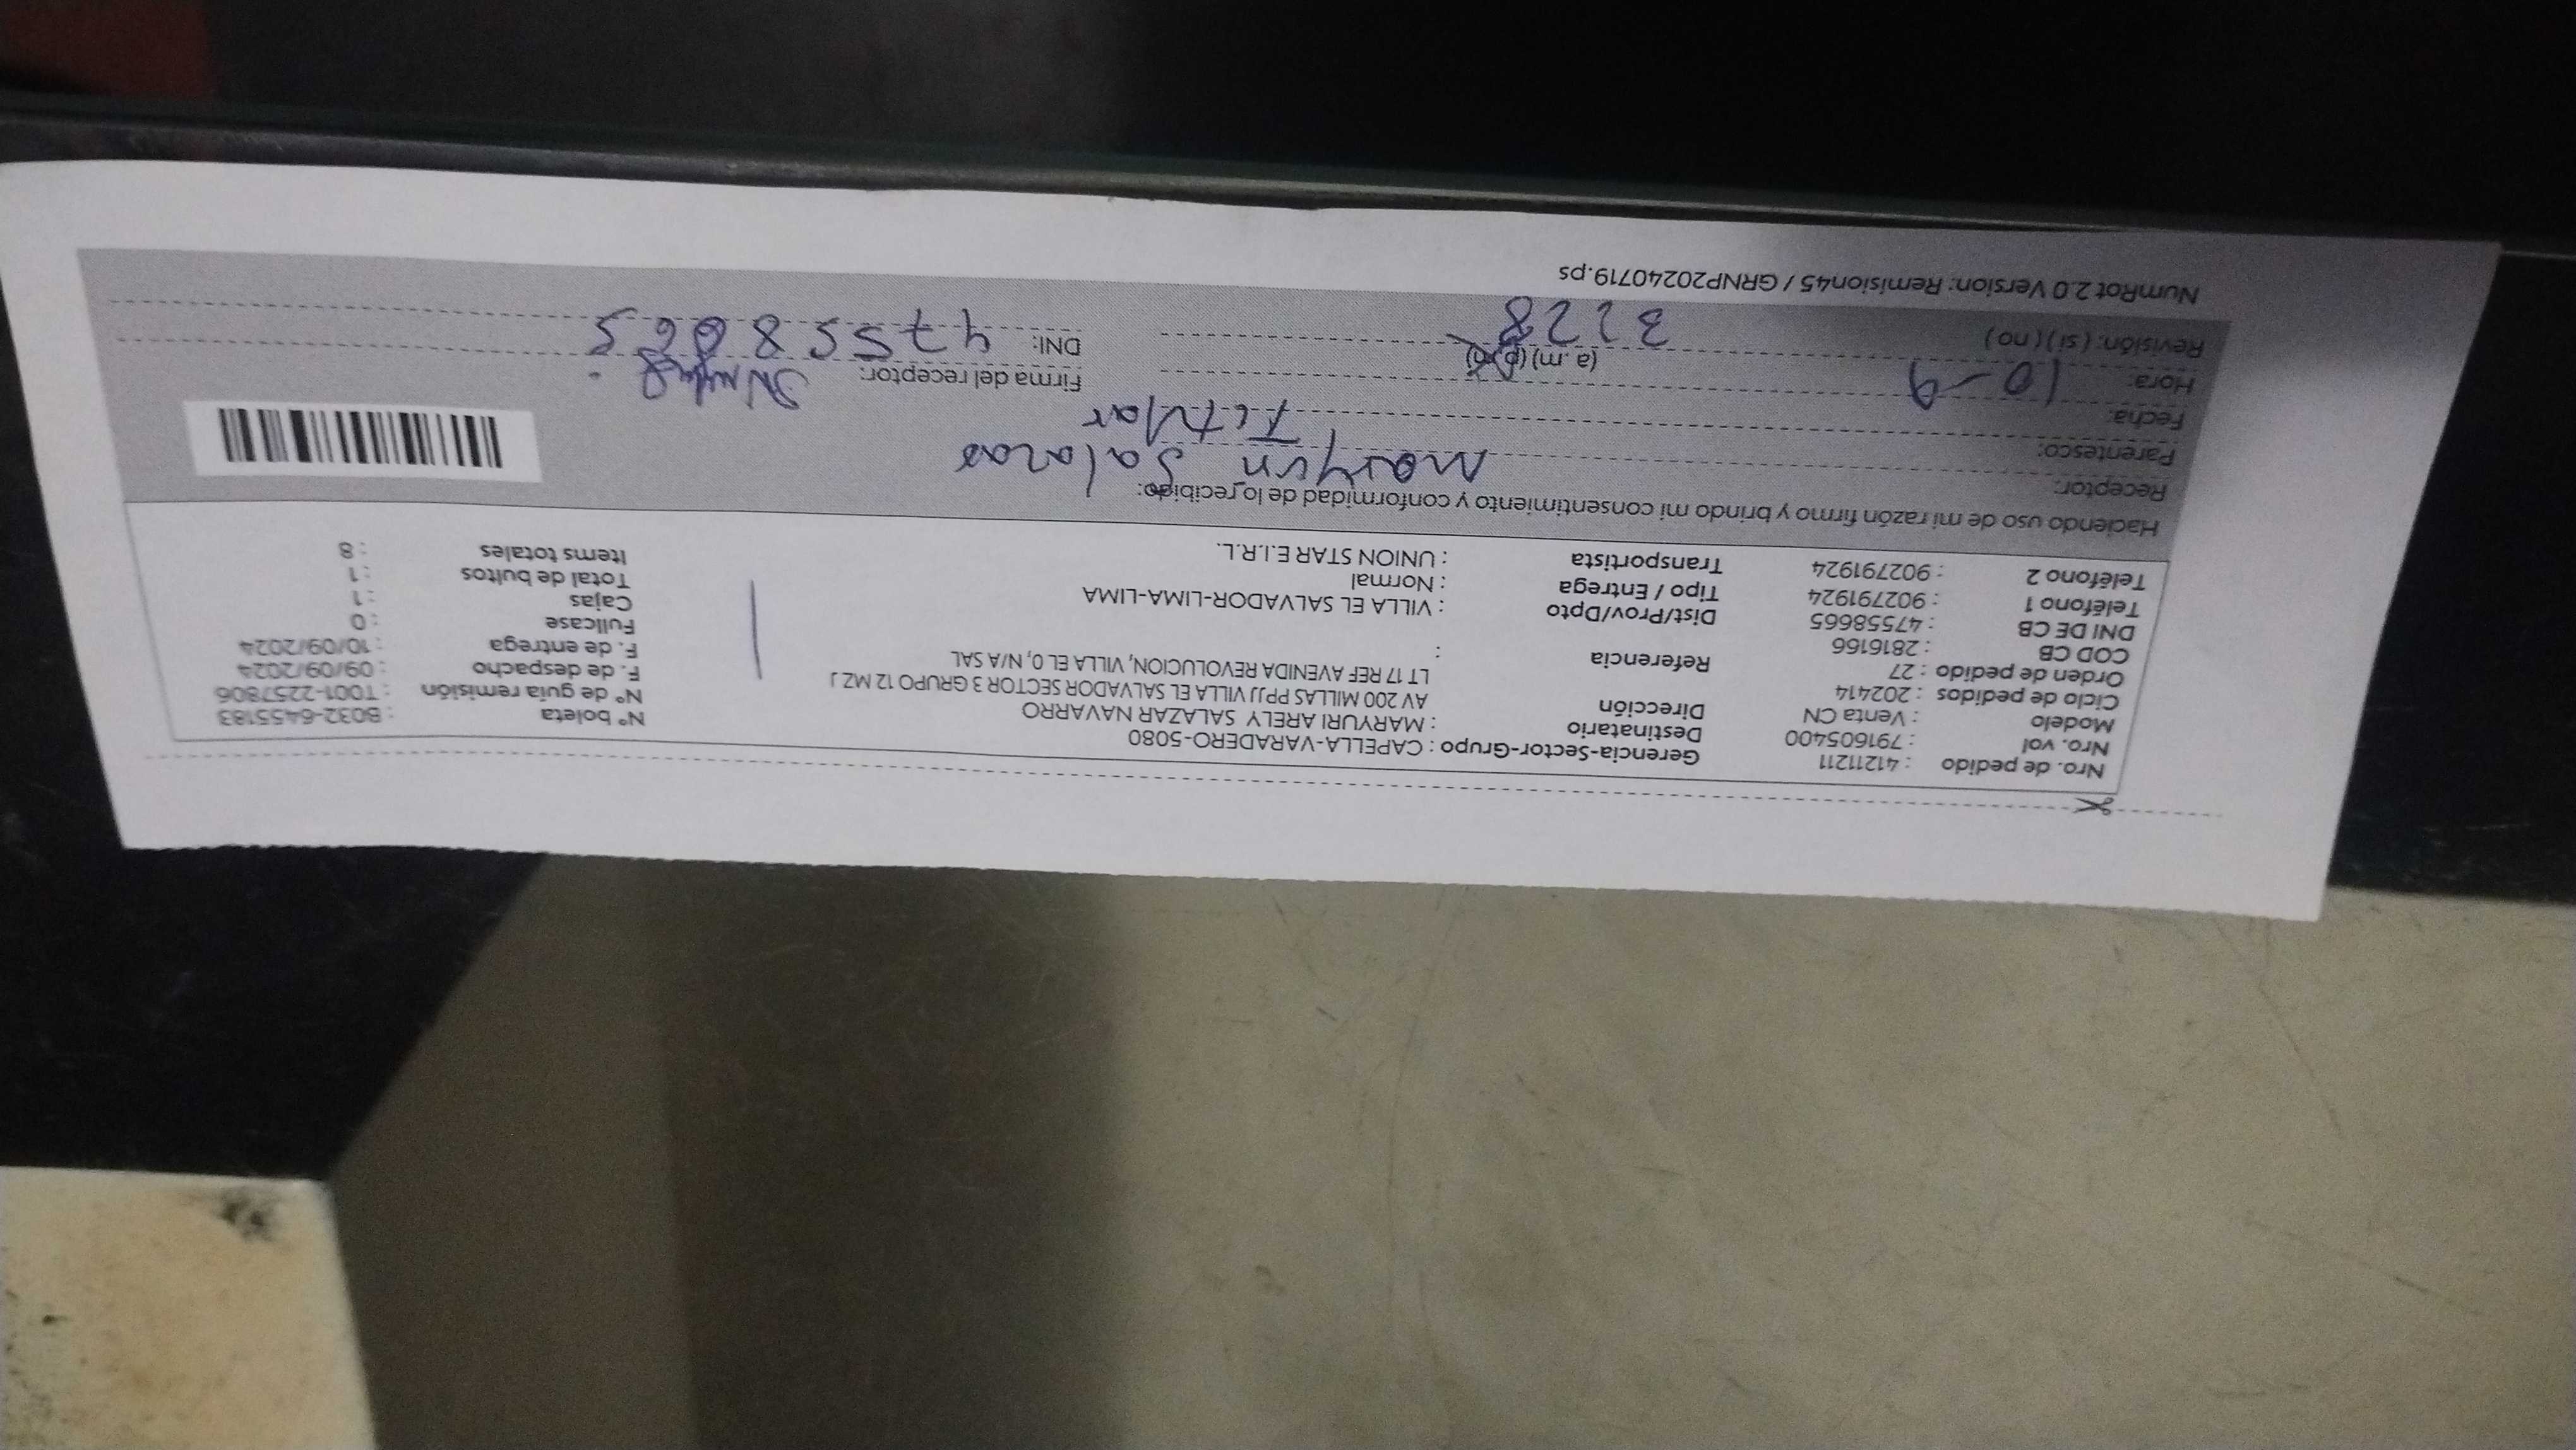 Nro. de pedido : 41211211
Nro. vol : 791605400
Modelo : Venta CN
Ciclo de pedidos : 202414
Orden de pedido : 27
COD CB : 2816166
DNI DE CB : 47558665
Teléfono 1 : 902791924
Teléfono 2 : 902791924
Gerencia-Sector-Grupo : CAPELLA-VARADERO-5080
Destinatario : MARYURI ARELY SALAZAR NAVARRO
Dirección AV 200 MILLAS PPJJ VILLA EL SALVADOR SECTOR 3 GRUPO 12 MZ J
LT 17 REF AVENIDA REVOLUCION, VILLA EL 0, N/A SAL
Referencia :
Dist/Prov/Dpto : VILLA EL SALVADOR-LIMA-LIMA
Tipo / Entrega : Normal
Transportista : UNION STAR E.I.R.L.
N° boleta : B032-6455183
N° de guía remisión : T001-2257806
F. de despacho : 09/09/2024
F. de entrega : 10/09/2024
Fullcase : 0
Cajas : 1
Total de bultos : 1
Items totales : 8
Haciendo uso de mi razón firmo y brindo mi consentimiento y conformidad de lo recibido:
Receptor: Salazar
Parentesco: Titular
Fecha: 10-9
Hora: (a.m) (p.m)
Revisión: ( si ) ( no ) 3228
Firma del receptor:
DNI: 47558665
NumRot 2.0 Version: Remision45 / GRNP20240719.ps